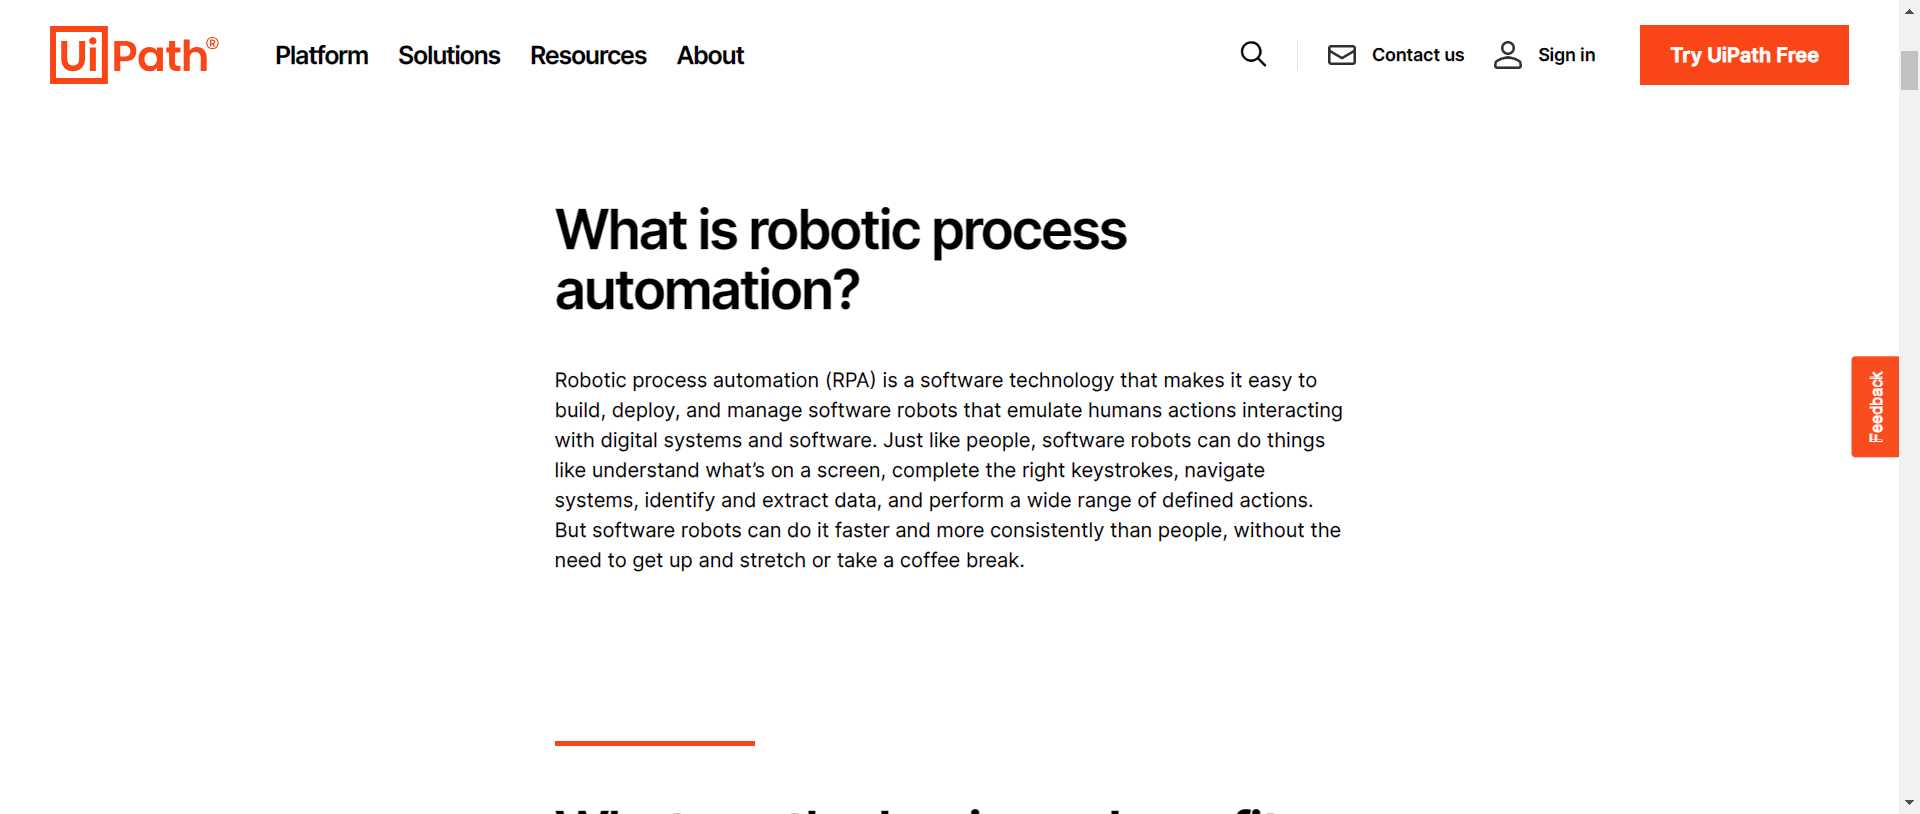 UiPath®
Platform
Solutions
Resources
About
Contact us
Sign in
Try UiPath Free
What is robotic process
automation?
Robotic process automation (RPA) is a software technology that makes it easy to
build, deploy, and manage software robots that emulate humans actions interacting
with digital systems and software. Just like people, software robots can do things
like understand what’s on a screen, complete the right keystrokes, navigate
systems, identify and extract data, and perform a wide range of defined actions.
But software robots can do it faster and more consistently than people, without the
need to get up and stretch or take a coffee break.
Feedback